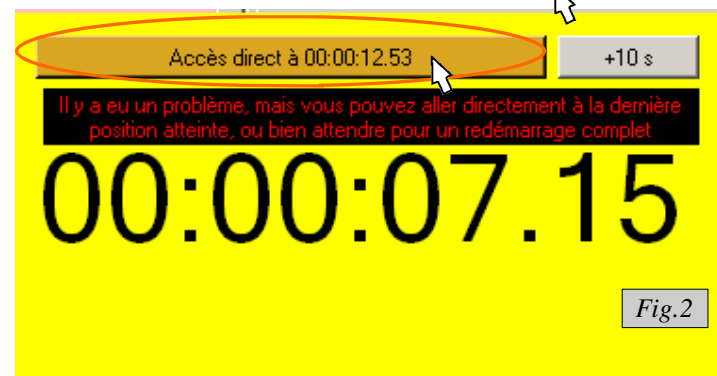 Accès direct à 00:00:12.53
+10 s
Il y a eu un problème, mais vous pouvez aller directement à la dernière
position atteinte, ou bien attendre pour un redémarrage complet
00:00:07.15
Fig.2